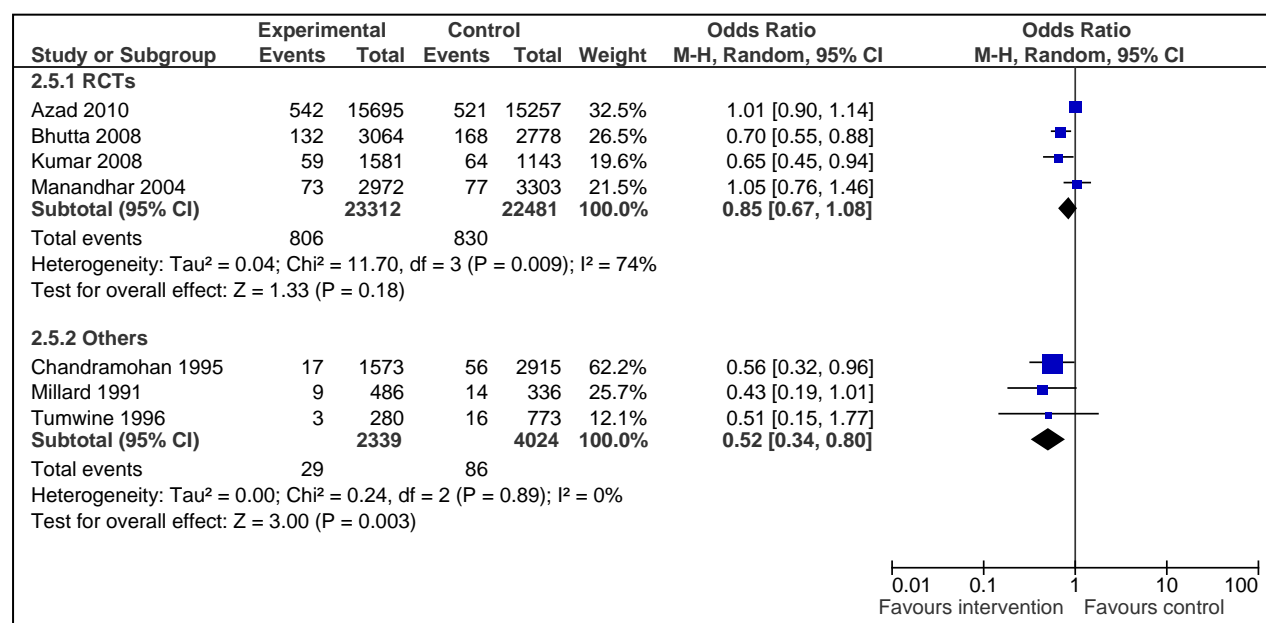 Experimental Control Odds Ratio Odds Ratio
Study or Subgroup Events Total Events Total Weight M-H, Random, 95% CI M-H, Random, 95% CI
2.5.1 RCTs
Azad 2010 542 15695 521 15257 32.5% 1.01 [0.90, 1.14]
Bhutta 2008 132 3064 168 2778 26.5% 0.70 [0.55, 0.88]
Kumar 2008 59 1581 64 1143 19.6% 0.65 [0.45, 0.94]
Manandhar 2004 73 2972 77 3303 21.5% 1.05 [0.76, 1.46]
Subtotal (95% CI) 23312 22481 100.0% 0.85 [0.67, 1.08]
Total events 806 830
Heterogeneity: Tau² = 0.04; Chi² = 11.70, df = 3 (P = 0.009); I² = 74%
Test for overall effect: Z = 1.33 (P = 0.18)
2.5.2 Others
Chandramohan 1995 17 1573 56 2915 62.2% 0.56 [0.32, 0.96]
Millard 1991 9 486 14 336 25.7% 0.43 [0.19, 1.01]
Tumwine 1996 3 280 16 773 12.1% 0.51 [0.15, 1.77]
Subtotal (95% CI) 2339 4024 100.0% 0.52 [0.34, 0.80]
Total events 29 86
Heterogeneity: Tau² = 0.00; Chi² = 0.24, df = 2 (P = 0.89); I² = 0%
Test for overall effect: Z = 3.00 (P = 0.003)
0.01 0.1 1 10 100
Favours intervention Favours control